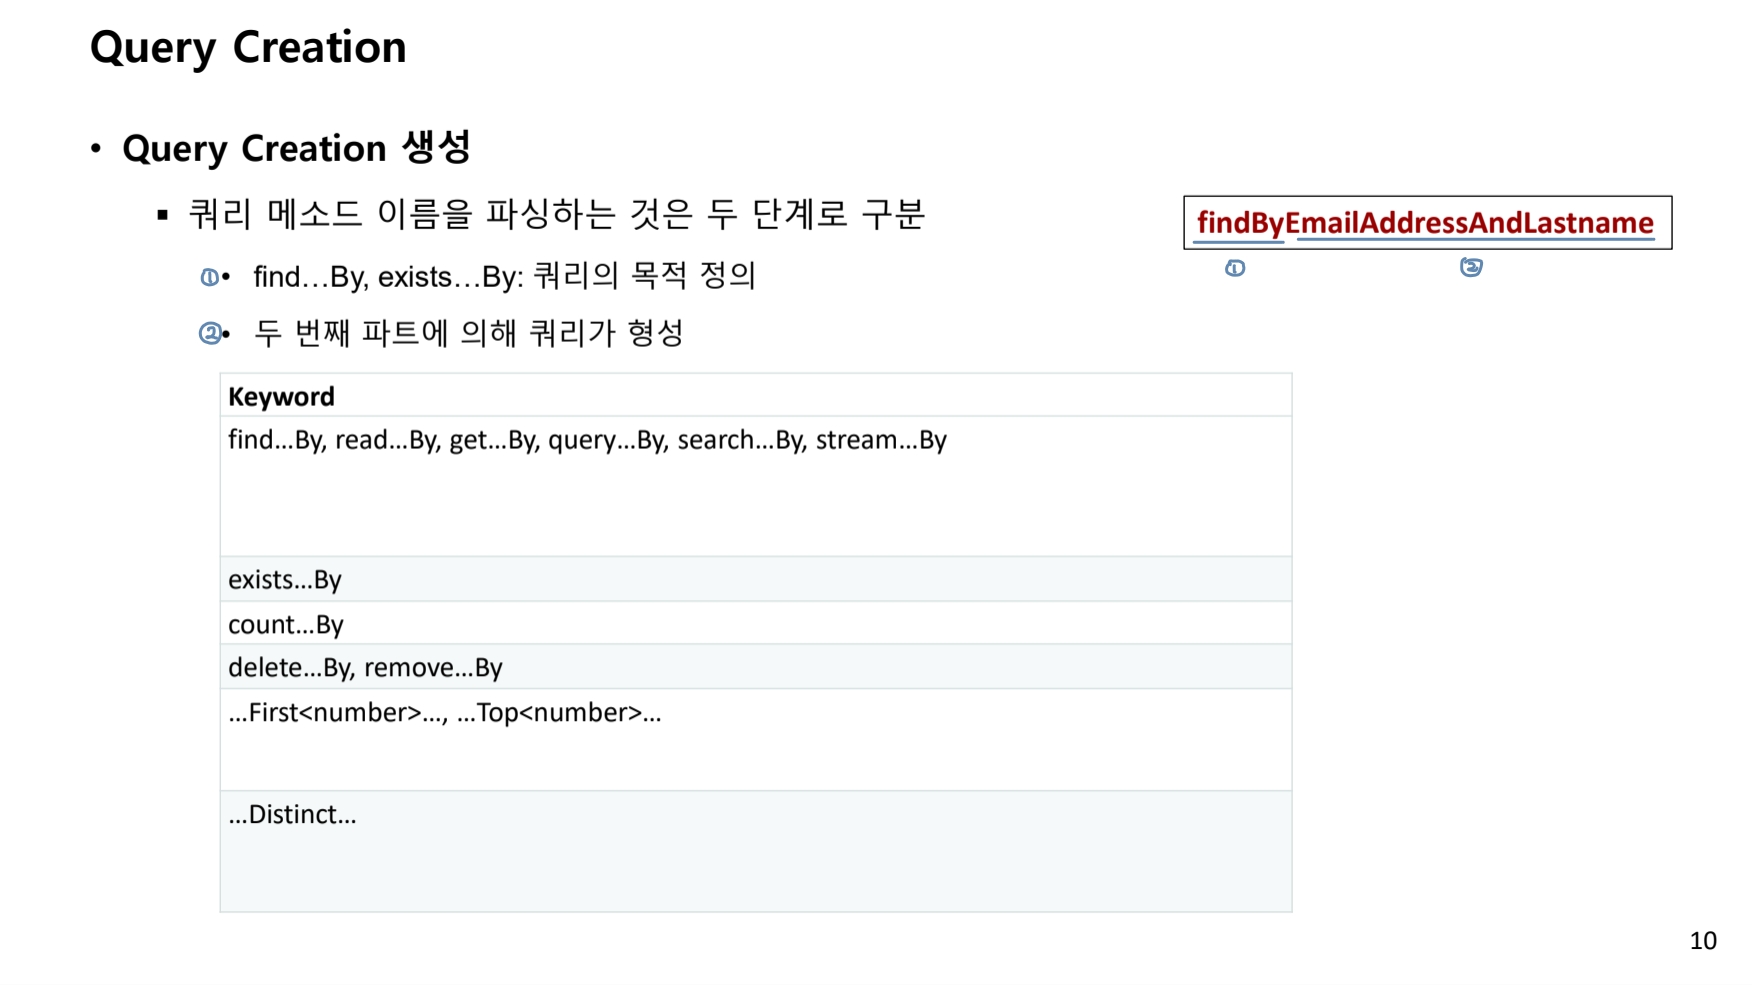 Query Creation
• Query Creation 생성
▪ 쿼리 메소드 이름을 파싱하는 것은 두 단계로 구분
findByEmailAddressAndLastname
① ②
①• find…By, exists…By: 쿼리의 목적 정의
②• 두 번째 파트에 의해 쿼리가 형성
Keyword
find…By, read…By, get…By, query…By, search…By, stream…By
exists…By
count…By
delete…By, remove…By
…First<number>…, …Top<number>…
…Distinct…
10